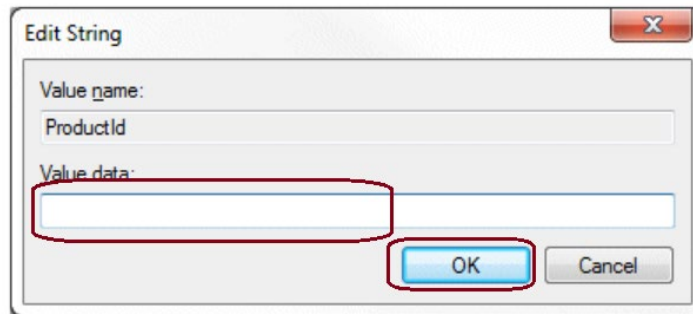 Edit String
Value name:
ProductId
Value data:
OK Cancel